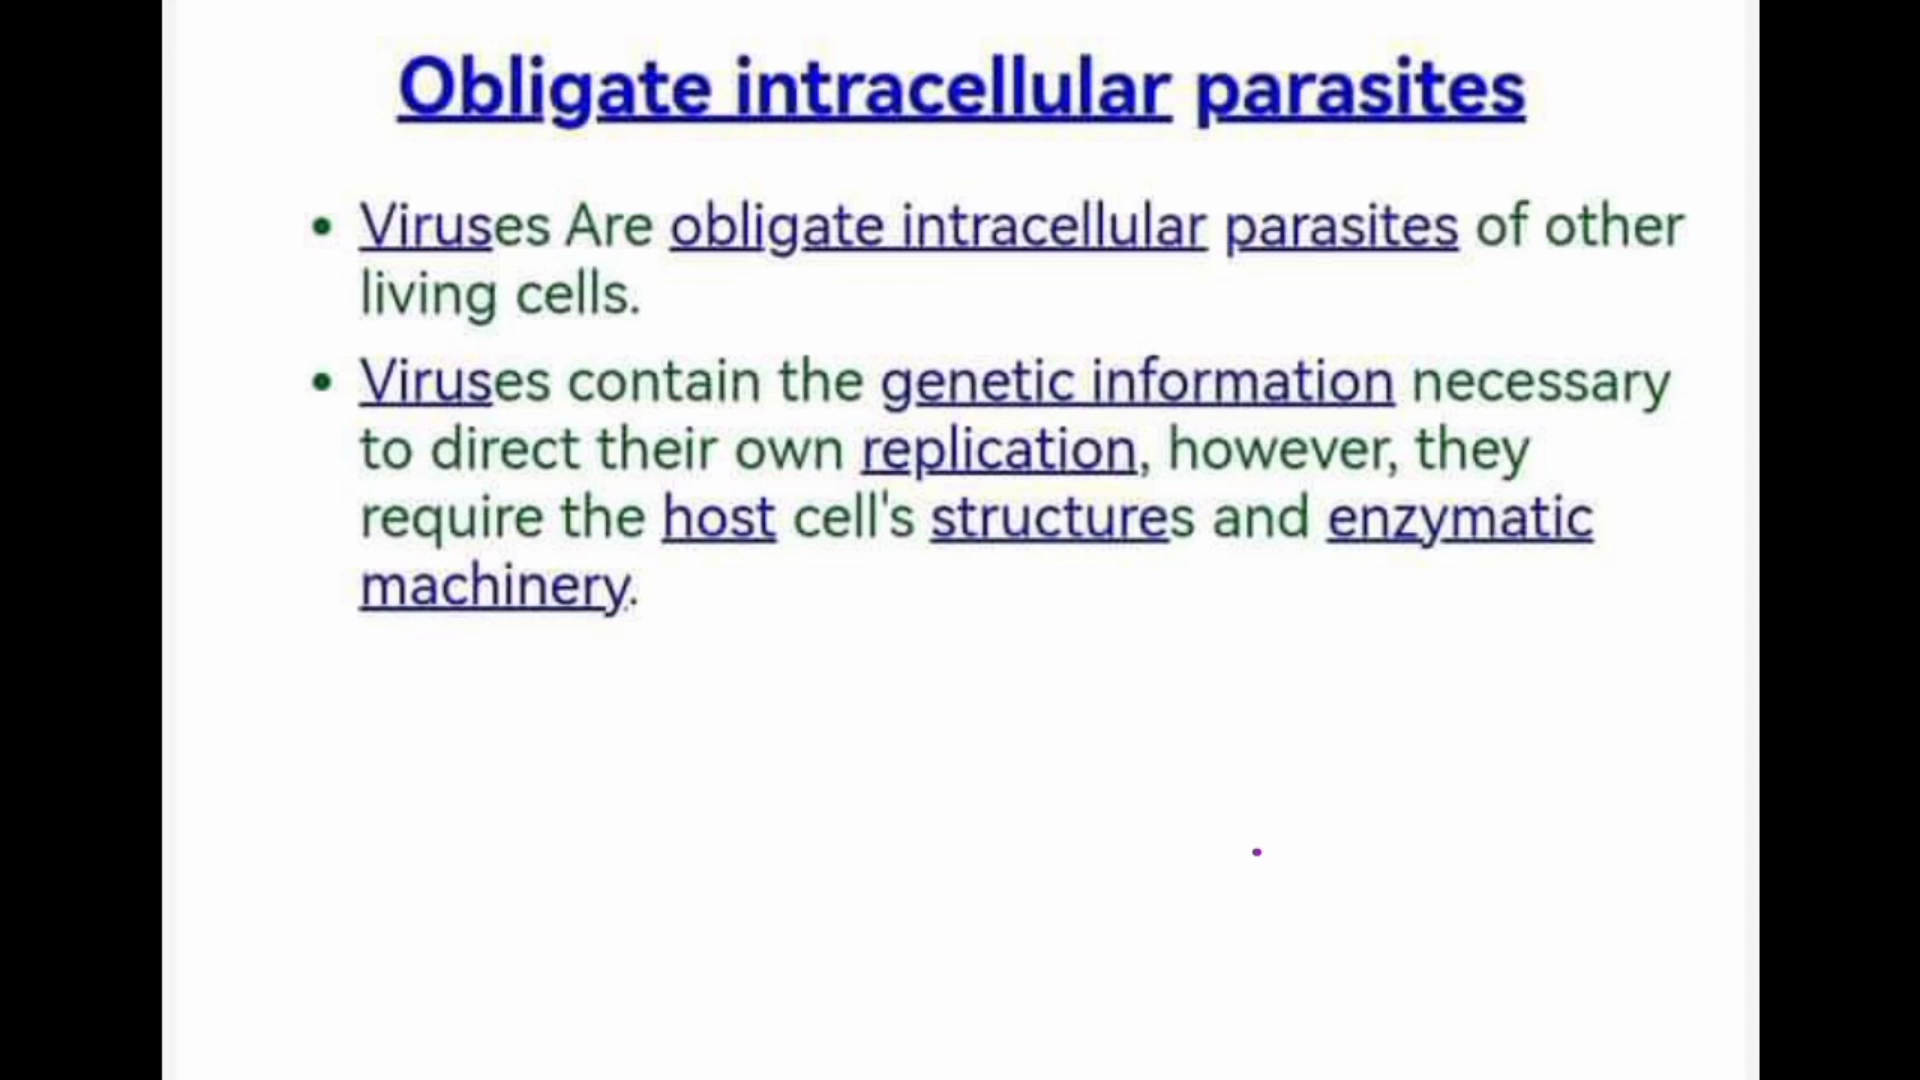 Obligate intracellular parasites
• Viruses Are obligate intracellular parasites of other
living cells.
• Viruses contain the genetic information necessary
to direct their own replication, however, they
require the host cell's structures and enzymatic
machinery.